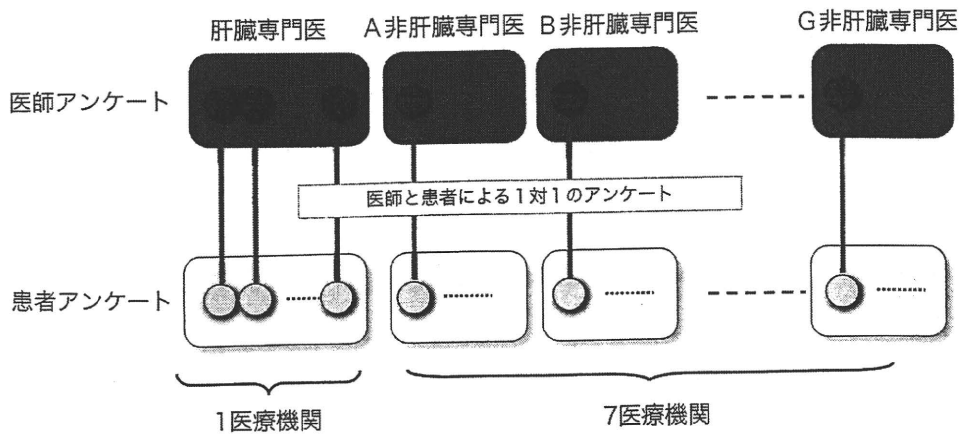 肝臓専門医 A非肝臓専門医 B非肝臓専門医 G非肝臓専門医
医師アンケート
医師と患者による1対1のアンケート
患者アンケート
1医療機関 7医療機関